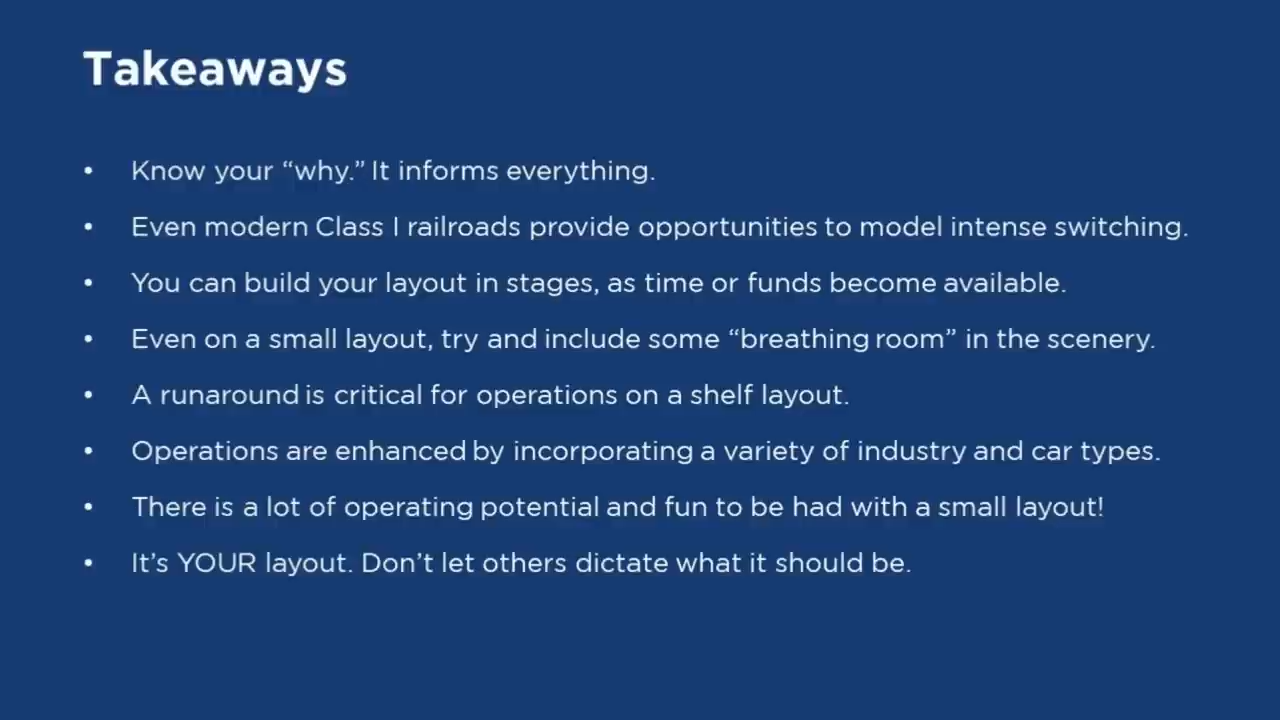 Takeaways
• Know your “why.” It informs everything.
• Even modern Class I railroads provide opportunities to model intense switching.
• You can build your layout in stages, as time or funds become available.
• Even on a small layout, try and include some “breathing room” in the scenery.
• A runaround is critical for operations on a shelf layout.
• Operations are enhanced by incorporating a variety of industry and car types.
• There is a lot of operating potential and fun to be had with a small layout!
• It’s YOUR layout. Don’t let others dictate what it should be.